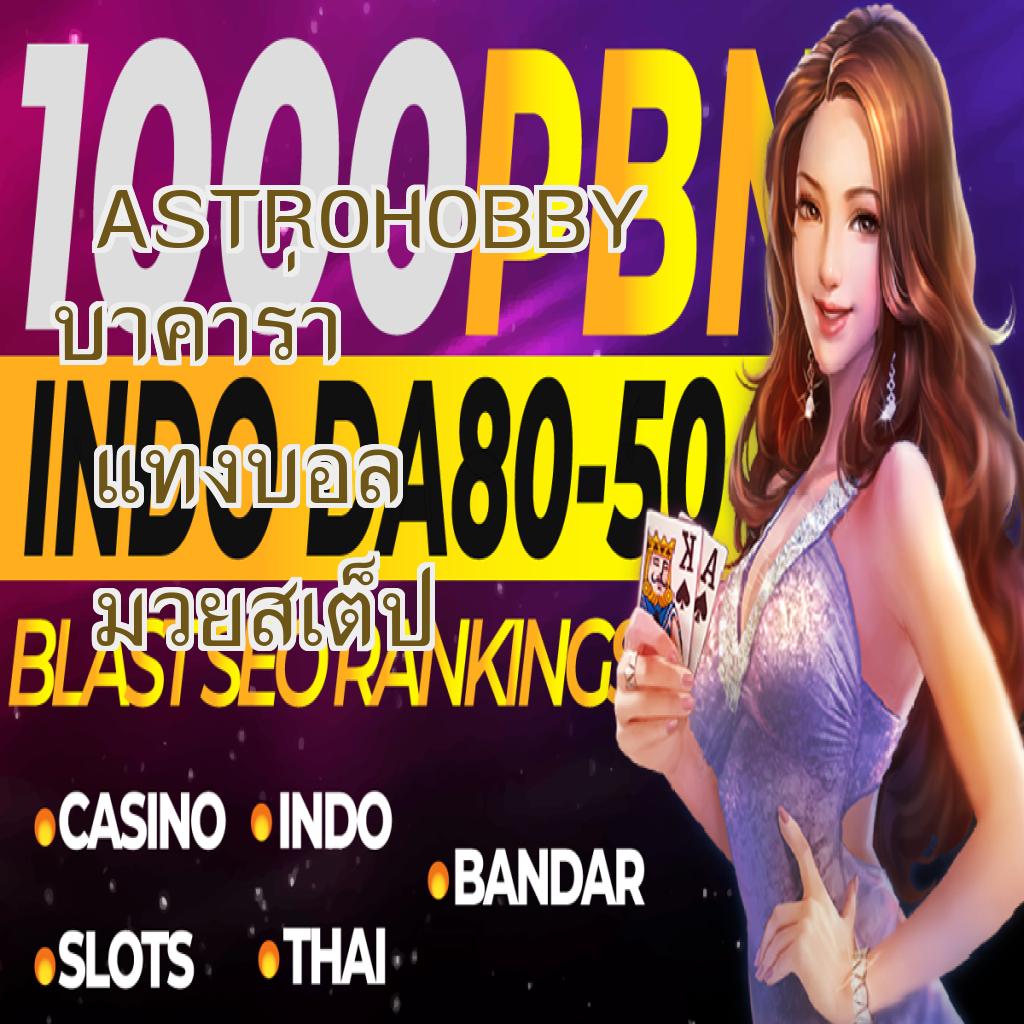 1000PBN
ASTROHOBBY
บาคาร่า
INDO DA80-50
แทงบอล
มวยสเต็ป
BLAST SEO RANKINGS
CASINO
INDO
BANDAR
SLOTS
THAI
K
A